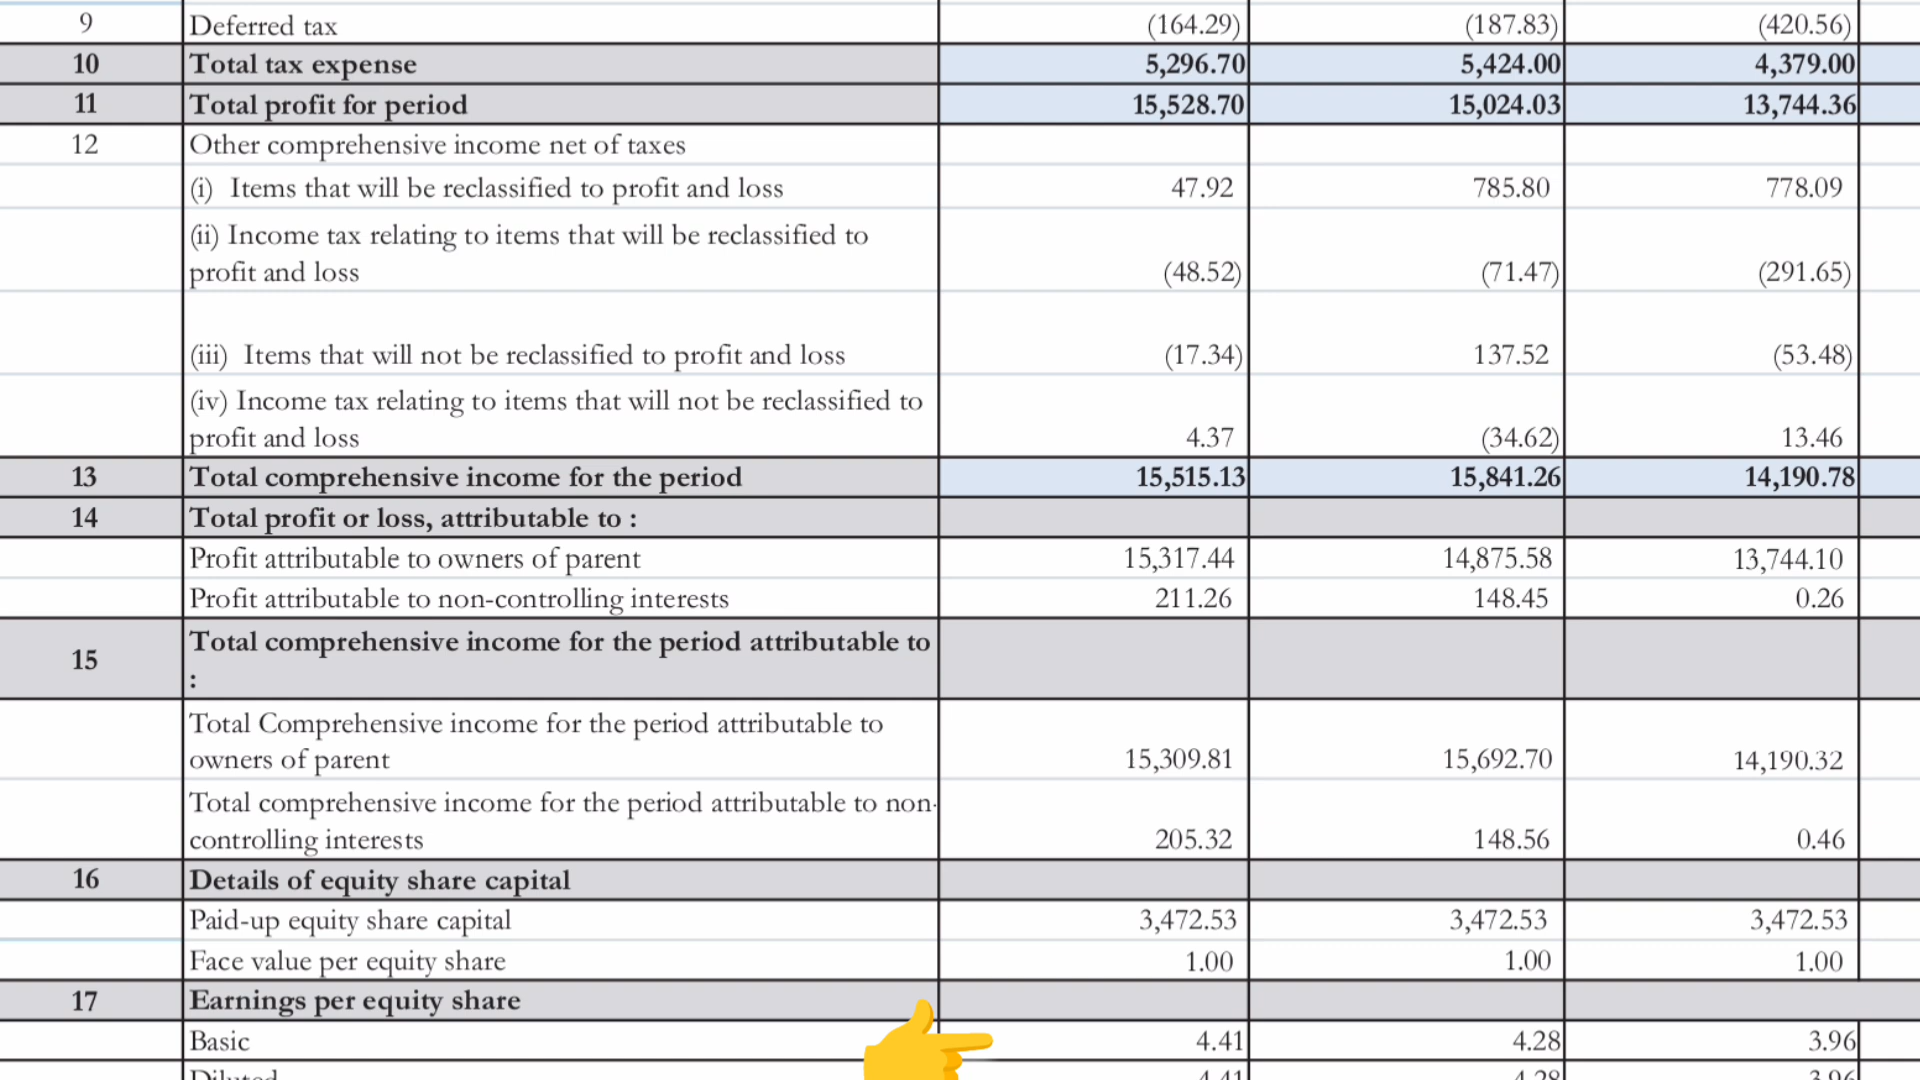 9 Deferred tax (164.29) (187.83) (420.56)
10 Total tax expense 5,296.70 5,424.00 4,379.00
11 Total profit for period 15,528.70 15,024.03 13,744.36
12 Other comprehensive income net of taxes
(i) Items that will be reclassified to profit and loss 47.92 785.80 778.09
(ii) Income tax relating to items that will be reclassified to
profit and loss (48.52) (71.47) (291.65)
(iii) Items that will not be reclassified to profit and loss (17.34) 137.52 (53.48)
(iv) Income tax relating to items that will not be reclassified to
profit and loss 4.37 (34.62) 13.46
13 Total comprehensive income for the period 15,515.13 15,841.26 14,190.78
14 Total profit or loss, attributable to :
Profit attributable to owners of parent 15,317.44 14,875.58 13,744.10
Profit attributable to non-controlling interests 211.26 148.45 0.26
15 Total comprehensive income for the period attributable to
:
Total Comprehensive income for the period attributable to
owners of parent 15,309.81 15,692.70 14,190.32
Total comprehensive income for the period attributable to non-
controlling interests 205.32 148.56 0.46
16 Details of equity share capital
Paid-up equity share capital 3,472.53 3,472.53 3,472.53
Face value per equity share 1.00 1.00 1.00
17 Earnings per equity share
Basic 4.41 4.28 3.96
Diluted 4.41 4.28 3.96